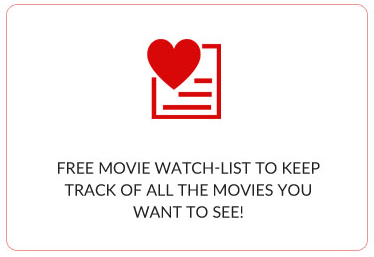 FREE MOVIE WATCH-LIST TO KEEP
TRACK OF ALL THE MOVIES YOU
WANT TO SEE!